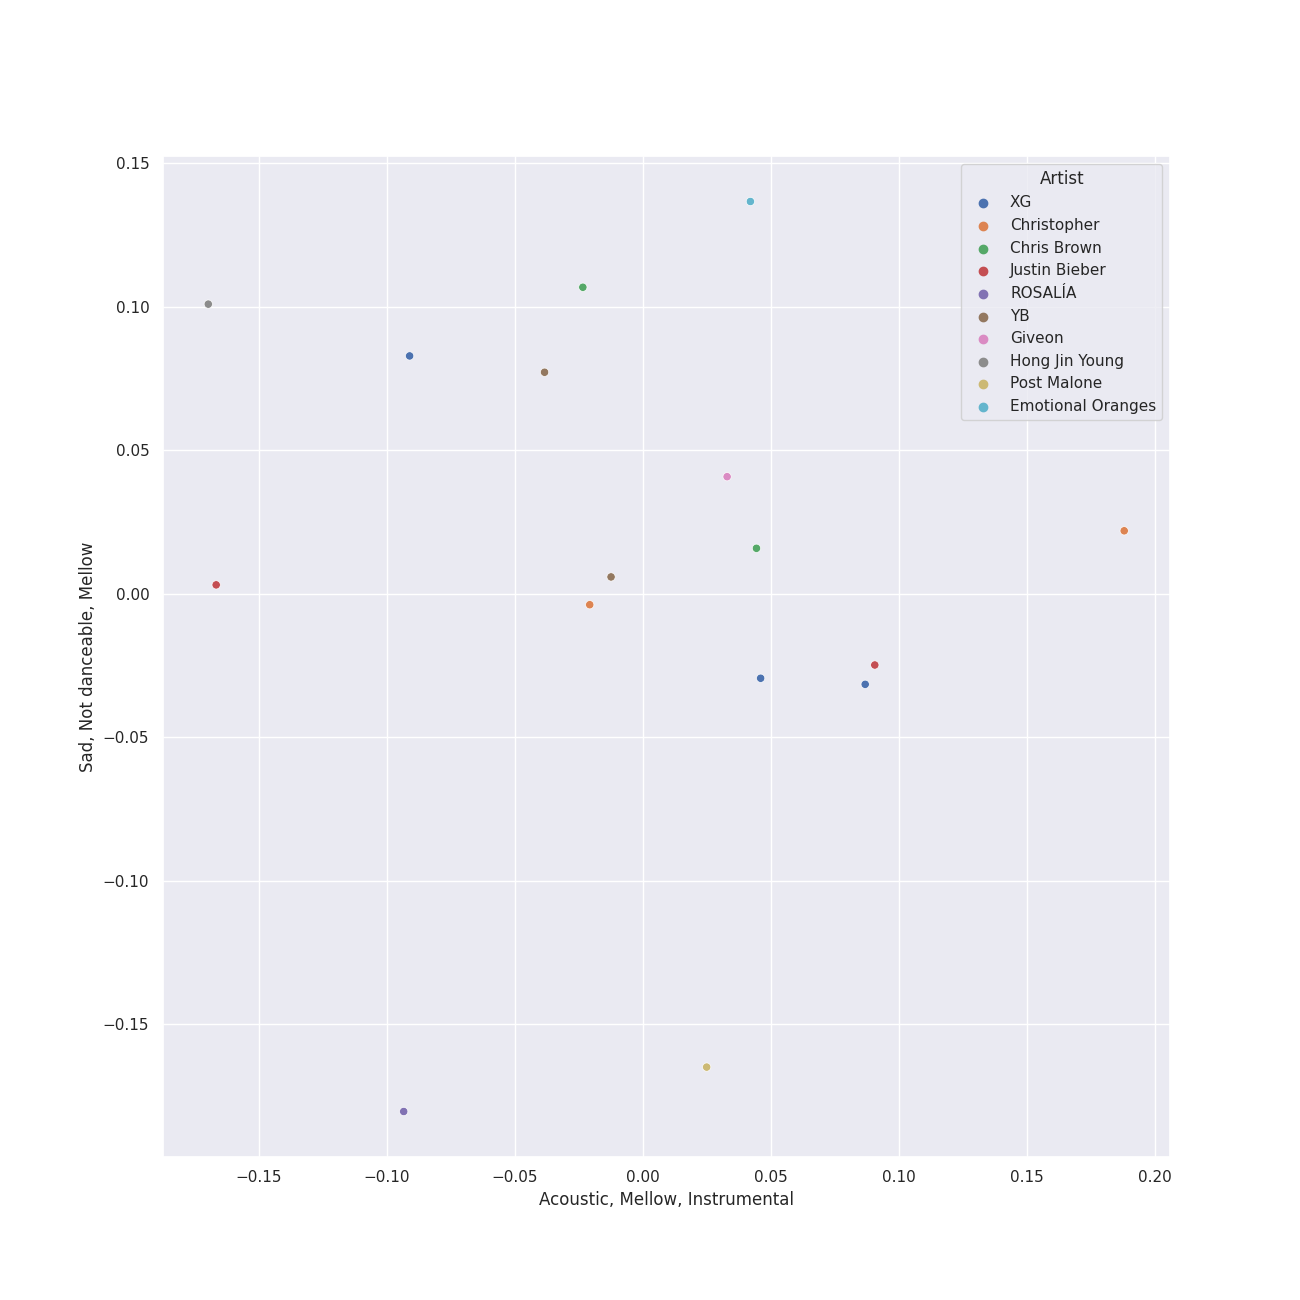 Artist
XG
Christopher
Chris Brown
Justin Bieber
ROSALÍA
YB
Giveon
Hong Jin Young
Post Malone
Emotional Oranges
0.15
0.10
0.05
0.00
−0.05
−0.10
−0.15
Sad, Not danceable, Mellow
−0.15 −0.10 −0.05 0.00 0.05 0.10 0.15 0.20
Acoustic, Mellow, Instrumental